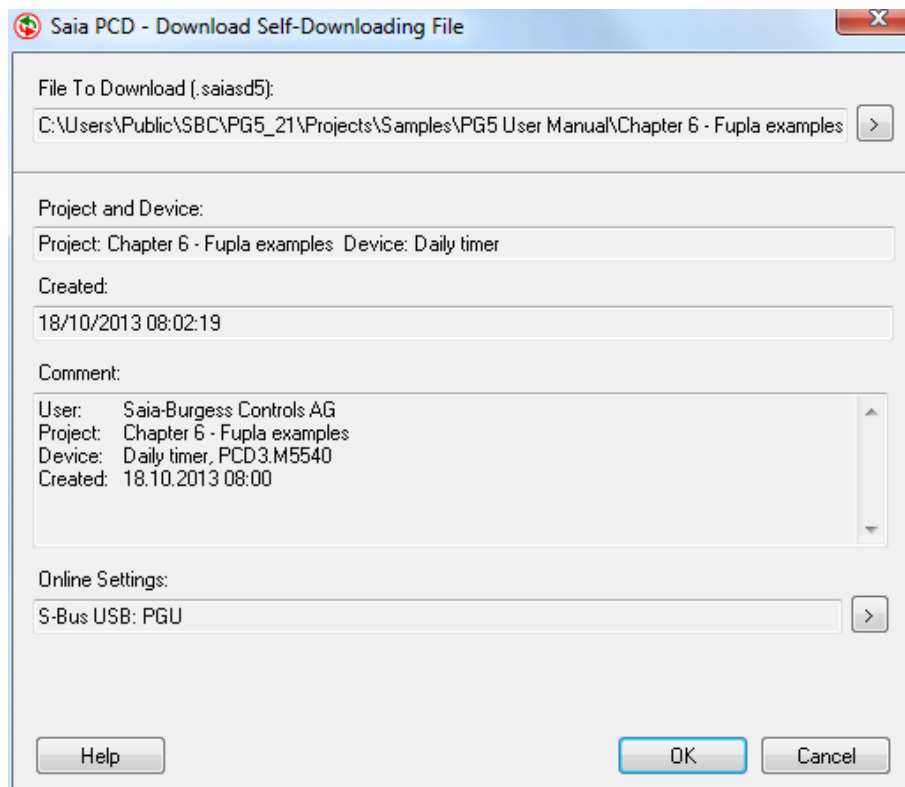 Saia PCD - Download Self-Downloading File
File To Download (.saiasd5):
C:\Users\Public\SBC\PG5_21\Projects\Samples\PG5 User Manual\Chapter 6 - Fupla examples
>
Project and Device:
Project: Chapter 6 - Fupla examples  Device: Daily timer
Created:
18/10/2013 08:02:19
Comment:
User: Saia-Burgess Controls AG
Project: Chapter 6 - Fupla examples
Device: Daily timer, PCD3.M5540
Created: 18.10.2013 08:00
Online Settings:
S-Bus USB: PGU
>
Help OK Cancel